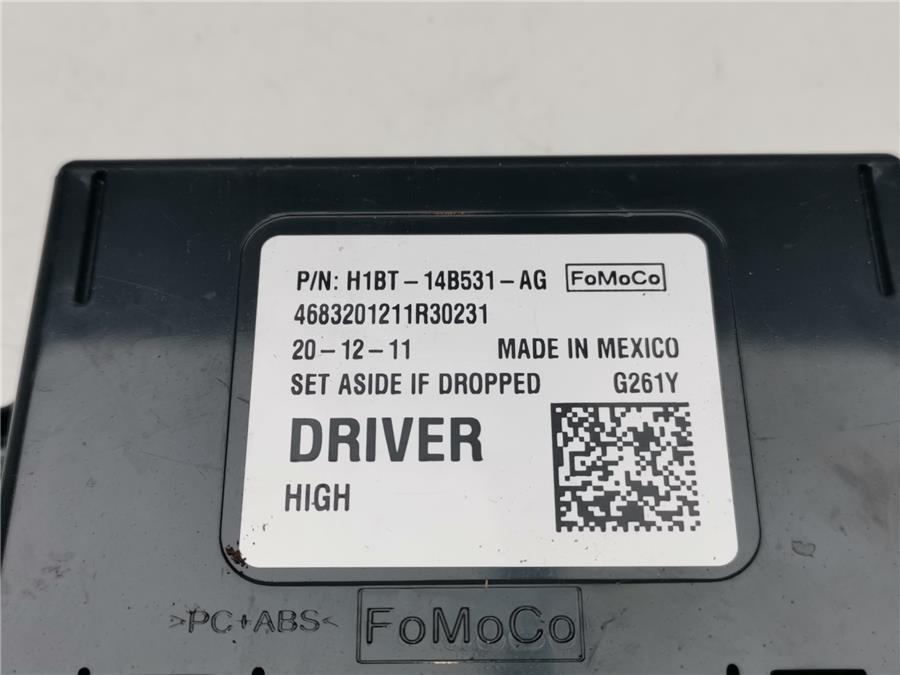 P/N: H1BT-14B531-AG FoMoCo
4683201211R30231
20-12-11 MADE IN MEXICO
SET ASIDE IF DROPPED G261Y
DRIVER
HIGH
>PC+ABS< FoMoCo